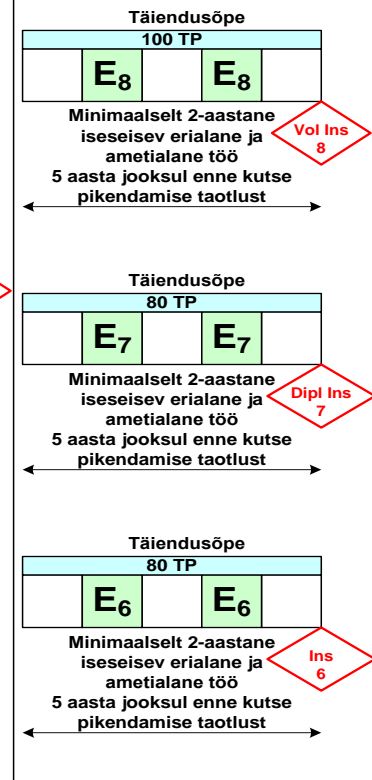 Täiendusõpe
100 TP
E₈ E₈
Minimaalselt 2-aastane
iseseisev erialane ja
ametialane töö
5 aasta jooksul enne kutse
pikendamise taotlust
Vol Ins
8
Täiendusõpe
80 TP
E₇ E₇
Minimaalselt 2-aastane
iseseisev erialane ja
ametialane töö
5 aasta jooksul enne kutse
pikendamise taotlust
Dipl Ins
7
Täiendusõpe
80 TP
E₆ E₆
Minimaalselt 2-aastane
iseseisev erialane ja
ametialane töö
5 aasta jooksul enne kutse
pikendamise taotlust
Ins
6